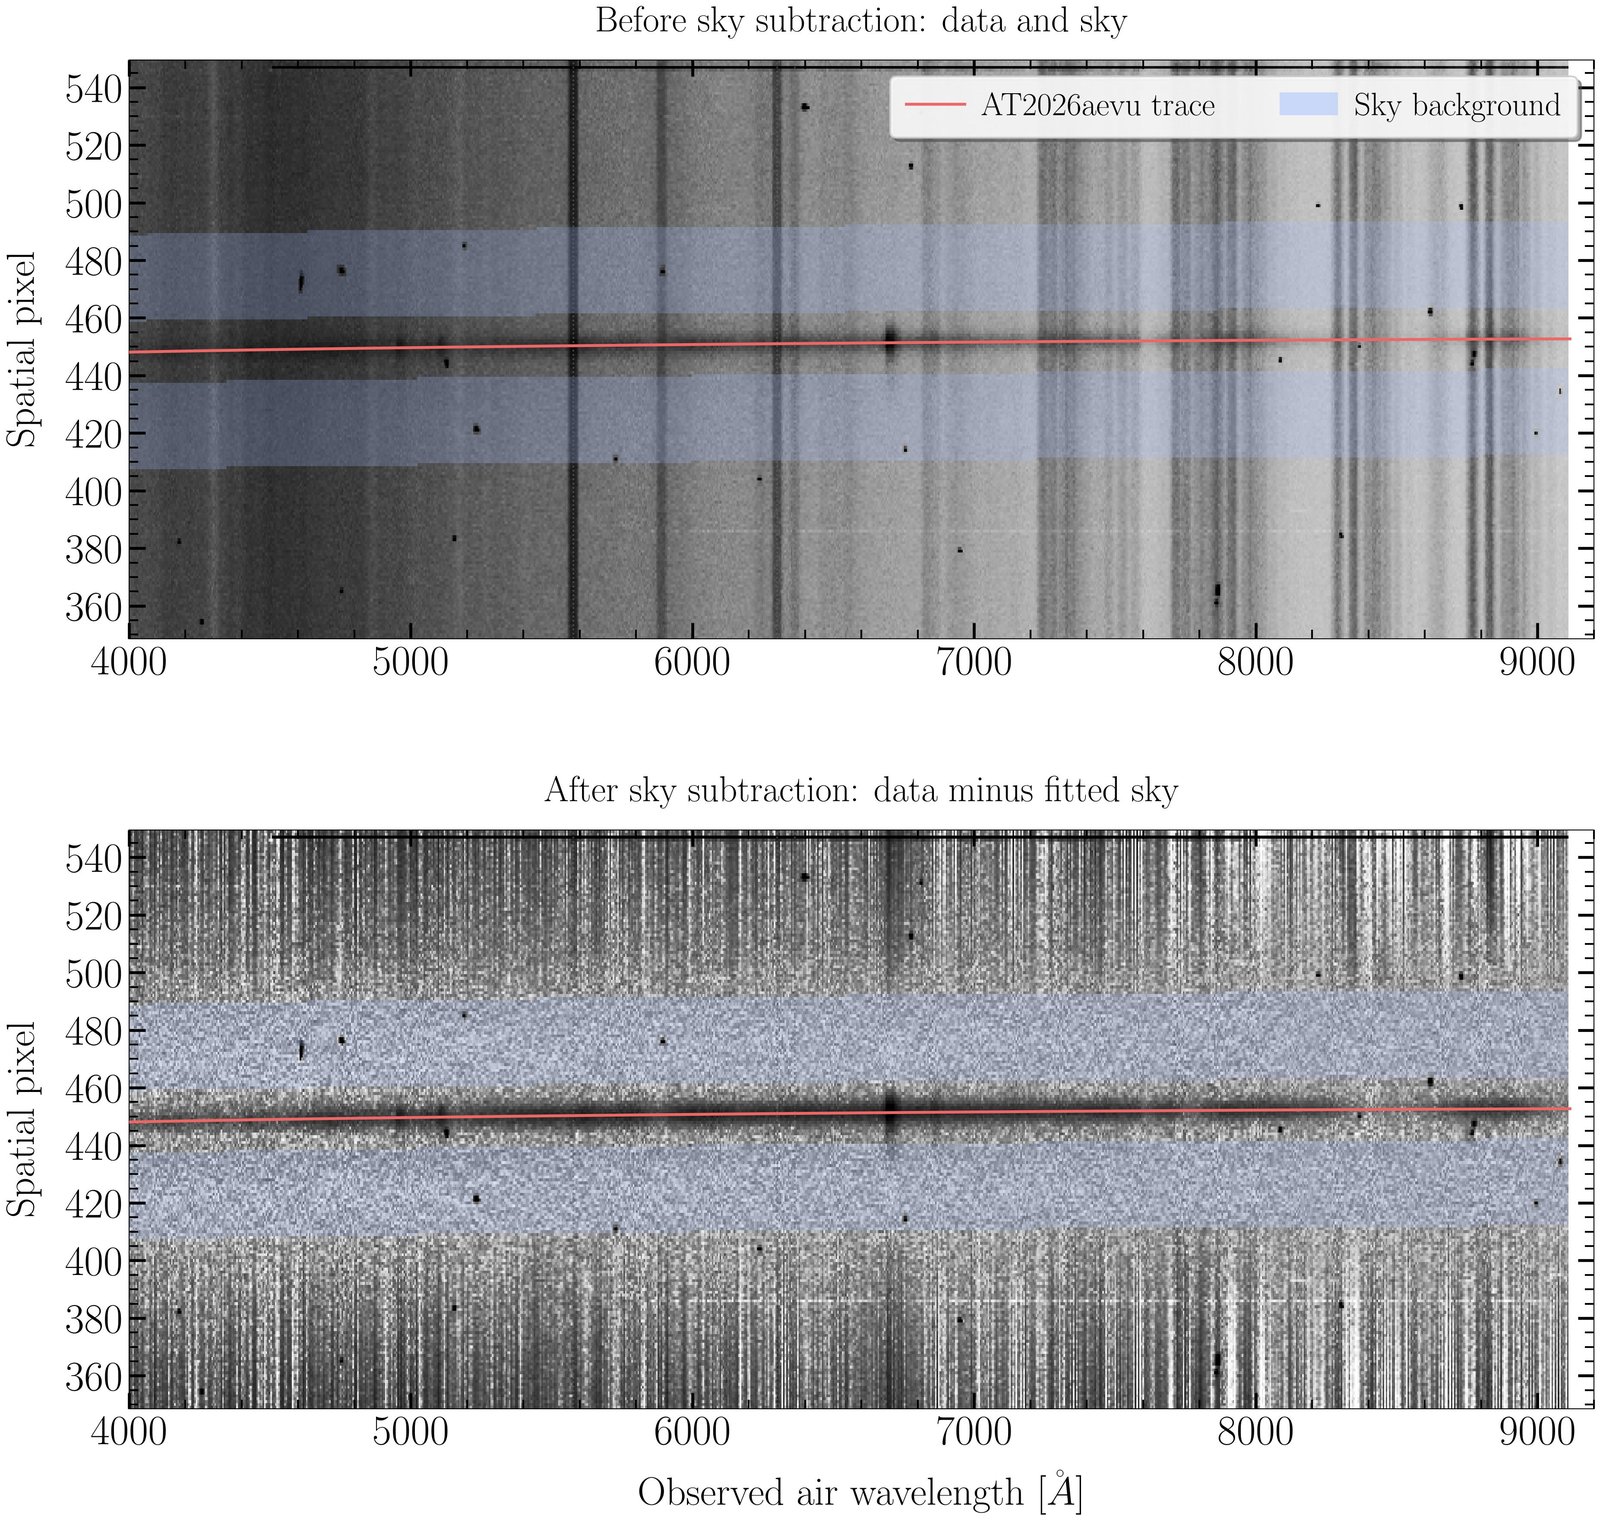 Before sky subtraction: data and sky
AT2026aevu trace
Sky background
540
520
500
480
460
440
420
400
380
360
Spatial pixel
4000 5000 6000 7000 8000 9000
After sky subtraction: data minus fitted sky
540
520
500
480
460
440
420
400
380
360
Spatial pixel
4000 5000 6000 7000 8000 9000
Observed air wavelength [Å]